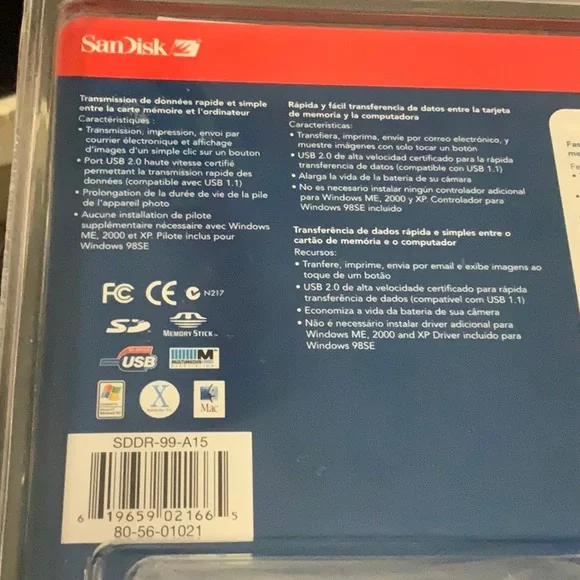 SanDisk
Transmission de données rapide et simple
entre la carte mémoire et l'ordinateur
Caractéristiques :
• Transmission, impression, envoi par
courrier électronique et affichage
d'images d'un simple clic sur un bouton
• Port USB 2.0 haute vitesse certifié
permettant la transmission rapide des
données (compatible avec USB 1.1)
• Prolongation de la durée de vie de la pile
de l'appareil photo
• Aucune installation de pilote
supplémentaire nécessaire avec Windows
ME, 2000 et XP. Pilote inclus pour
Windows 98SE
Rápida y fácil transferencia de datos entre la tarjeta
de memoria y la computadora
Caracteristicas:
• Transfiera, imprima, envie por correo electrónico, y
muestre imágenes con solo tocar un botón
• USB 2.0 de alta velocidad certificado para la rápida
transferencia de datos (compatible con USB 1.1)
• Alarga la vida de la bateria de su cámara
• No es necesario instalar ningún controlador adicional
para Windows ME, 2000 y XP. Controlador para
Windows 98SE incluido
Transferência de dados rápida e simples entre o
cartão de memória e o computador
Recursos:
• Tranfere, imprime, envia por email e exibe imagens ao
toque de um botão
• USB 2.0 de alta velocidade certificado para rápida
transferência de dados (compatível com USB 1.1)
• Economiza a vida da bateria de sua câmera
• Não é necessário instalar driver adicional para
Windows ME, 2000 and XP Driver incluido para
Windows 98SE
Fas
me
Fe
FC CE N217
SD MEMORY STICK
USB M
X Mac
SDDR-99-A15
6 19659 02166 5
80-56-01021